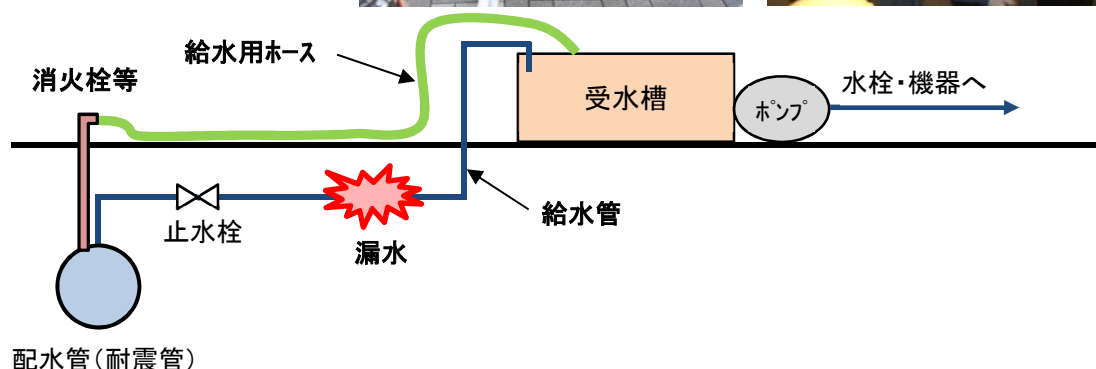 給水用ホース
消火栓等
受水槽
ポンプ
水栓・機器へ
止水栓
漏水
給水管
配水管(耐震管)